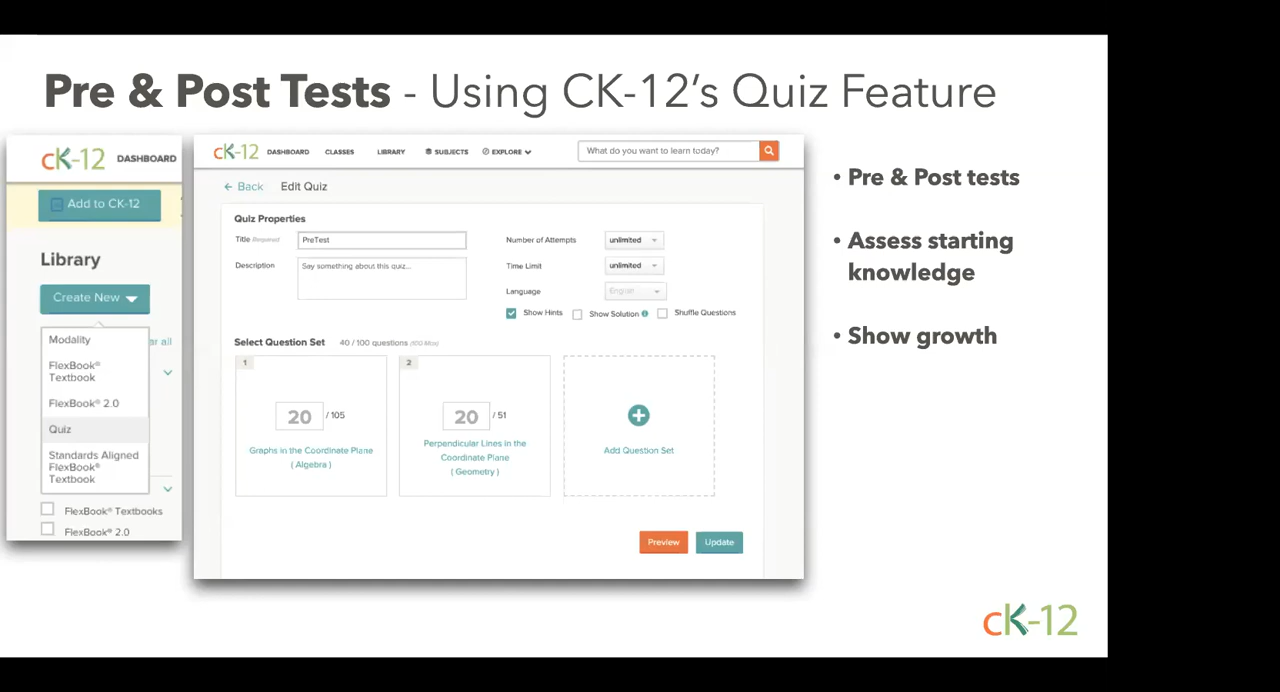 Pre & Post Tests - Using CK-12's Quiz Feature
cK-12 DASHBOARD
Add to CK-12
Library
Create New
Modality
ar all
FlexBook®
Textbook
FlexBook® 2.0
Quiz
Standards Aligned
FlexBook®
Textbook
FlexBook® Textbooks
FlexBook® 2.0
cK-12 DASHBOARD CLASSES LIBRARY SUBJECTS EXPLORE What do you want to learn today?
← Back Edit Quiz
Quiz Properties
Title (Required) PreTest
Description Say something about this quiz...
Number of Attempts unlimited
Time Limit unlimited
Language English
Show Hints Show Solution Shuffle Questions
Select Question Set 40 / 100 questions (100 Max)
1
20 / 105
Graphs in the Coordinate Plane
( Algebra )
2
20 / 51
Perpendicular Lines in the
Coordinate Plane
( Geometry )
Add Question Set
Preview Update
• Pre & Post tests
• Assess starting
knowledge
• Show growth
cK-12